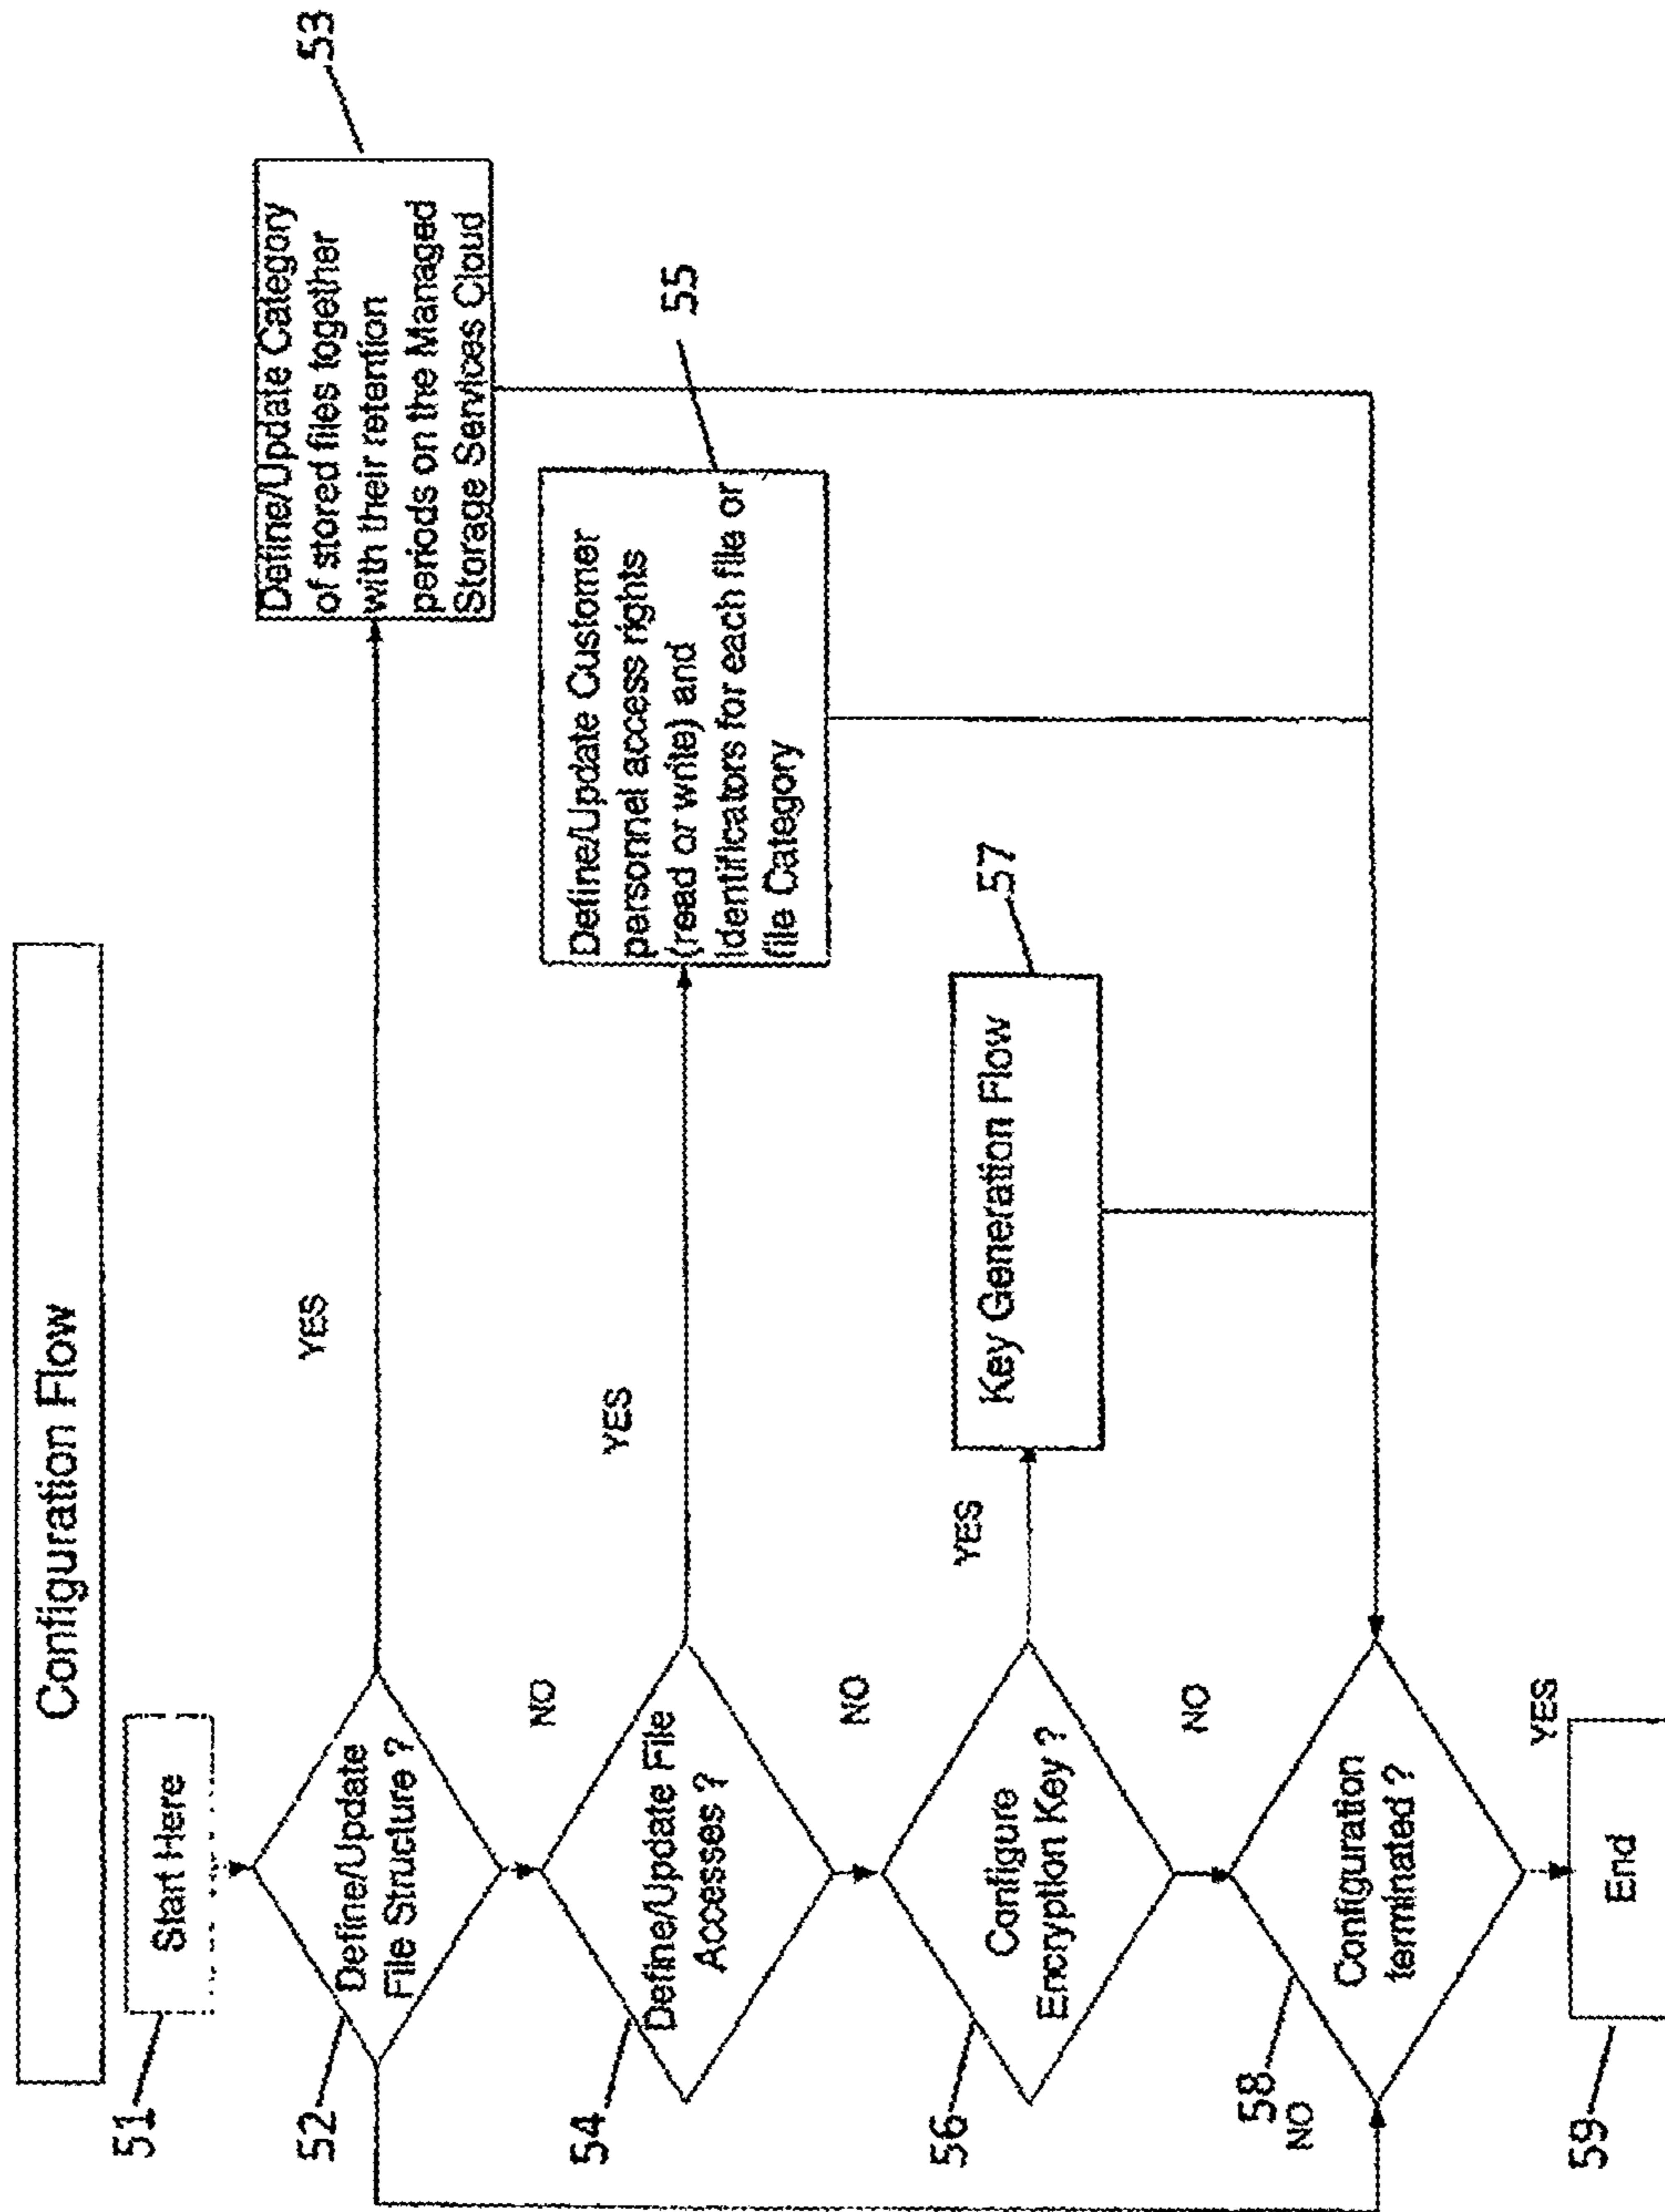 Configuration Flow
51
Start Here
52
Define/Update
File Structure ?
YES
53
Define/Update Category
of stored files together
with their retention
periods on the Managed
Storage Services Cloud
NO
54
Define/Update File
Accesses ?
YES
55
Define/Update Customer
personnel access rights
(read or write) and
Identificators for each file or
file Category
NO
56
Configure
Encryption Key ?
YES
57
Key Generation Flow
NO
58
NO
Configuration
terminated ?
YES
59
End